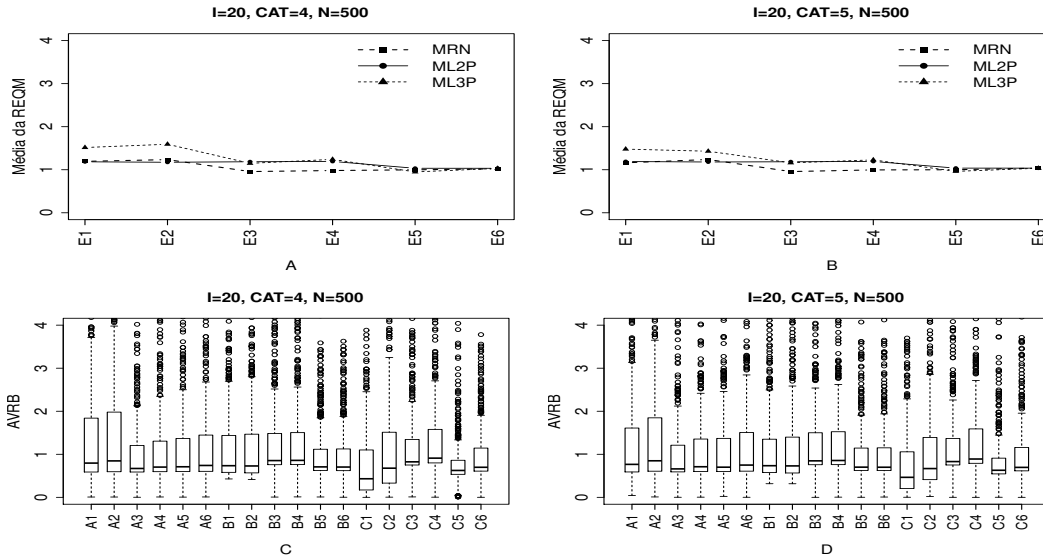 I=20, CAT=4, N=500
Média da REQM
4
3
2
1
0
MRN
ML2P
ML3P
E1 E2 E3 E4 E5 E6
A
I=20, CAT=5, N=500
Média da REQM
4
3
2
1
0
MRN
ML2P
ML3P
E1 E2 E3 E4 E5 E6
B
I=20, CAT=4, N=500
AVRB
4
3
2
1
0
A1 A2 A3 A4 A5 A6 B1 B2 B3 B4 B5 B6 C1 C2 C3 C4 C5 C6
C
I=20, CAT=5, N=500
AVRB
4
3
2
1
0
A1 A2 A3 A4 A5 A6 B1 B2 B3 B4 B5 B6 C1 C2 C3 C4 C5 C6
D